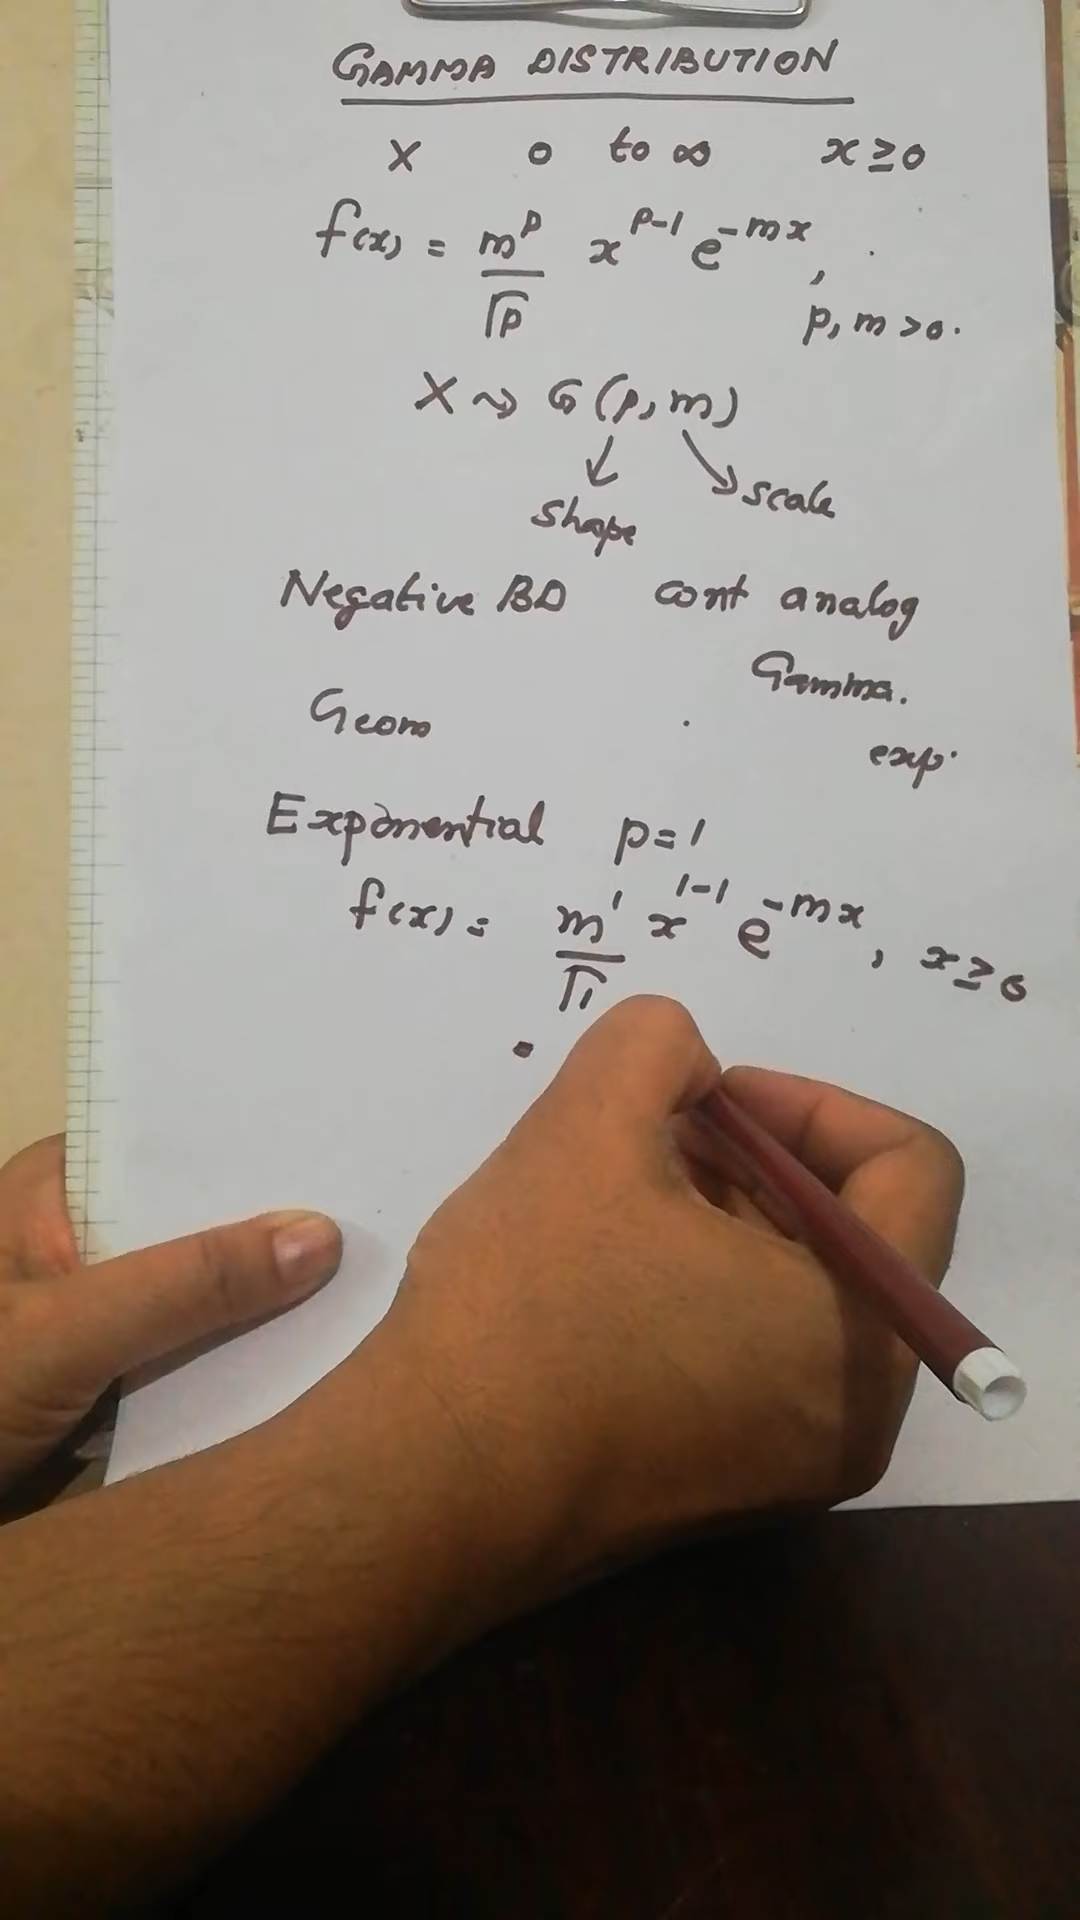 GAMMA DISTRIBUTION
X 0 to ∞ x ≥ 0
f(x) = m^p / Γp x^(p-1) e^(-mx),
p, m > 0.
X ~> G(p, m)
↓ ↘
shape scale
Negative BD cont analog
Gamma.
Geom exp.
Exponential p = 1
f(x) = m^1 / Γ1 x^(1-1) e^(-mx), x ≥ 0